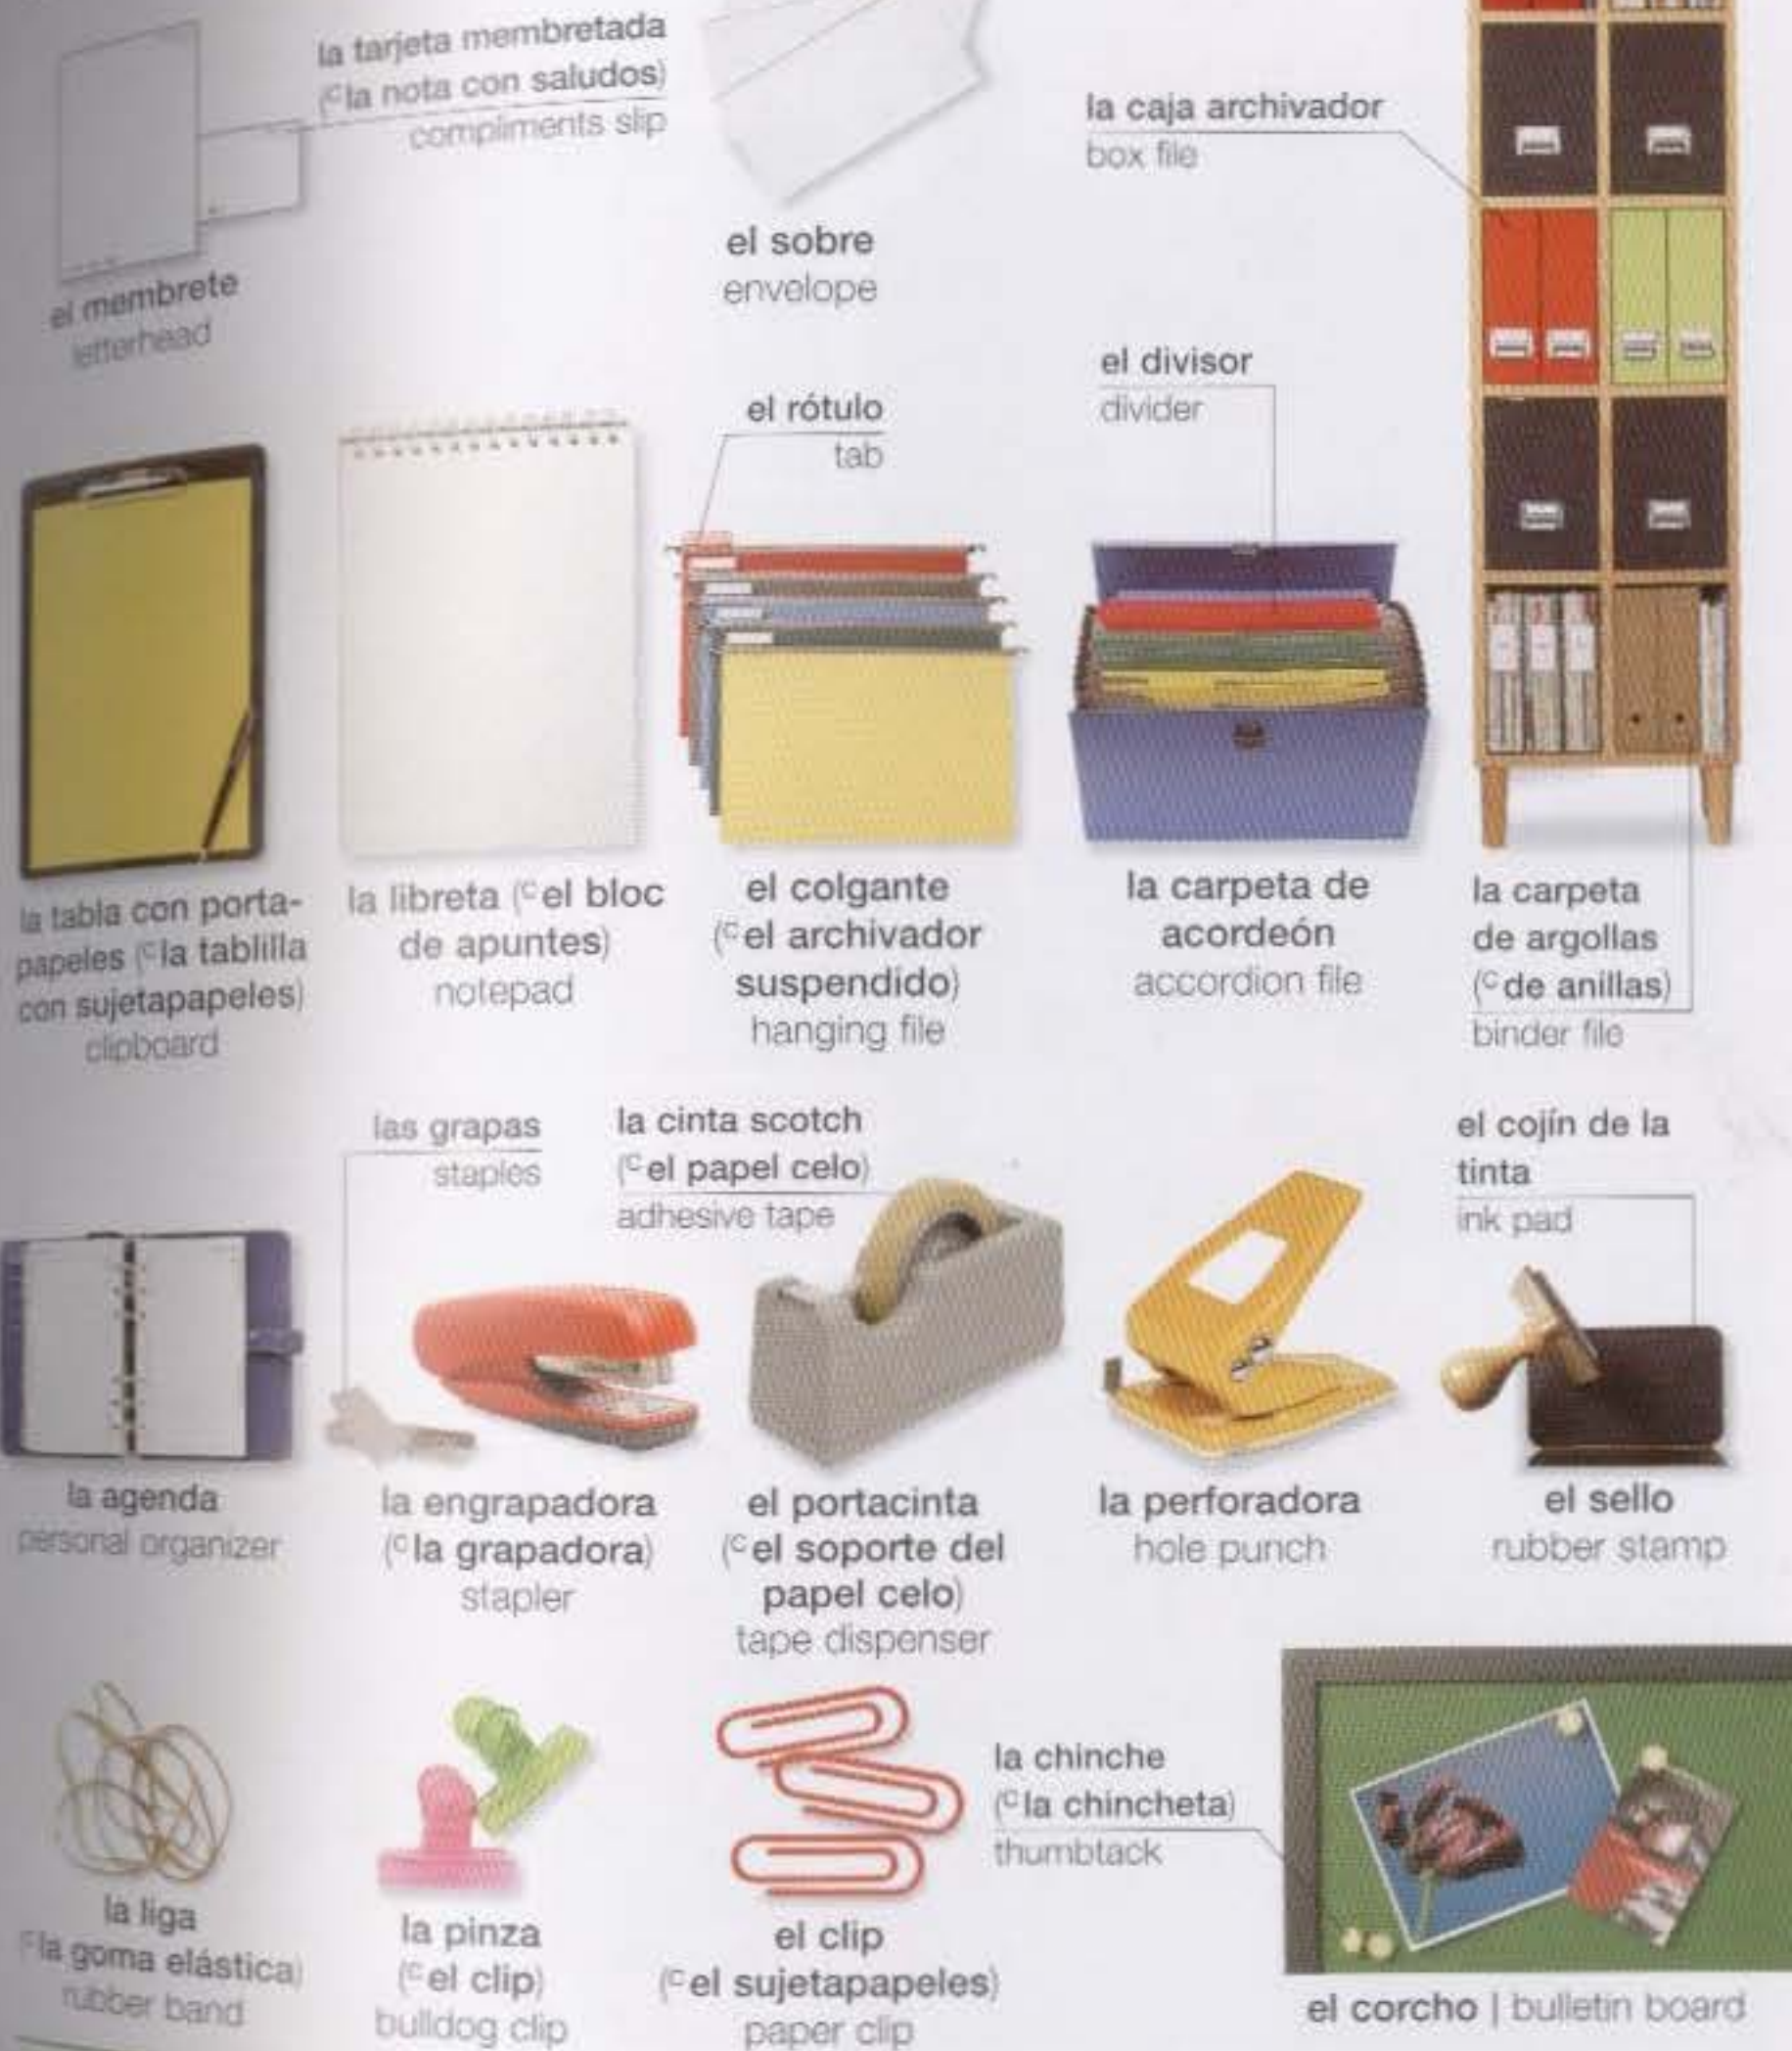 la tarjeta membretada
(ᶜla nota con saludos)
compliments slip
la caja archivador
box file
el membrete
letterhead
el sobre
envelope
el rótulo
tab
el divisor
divider
la tabla con porta-
papeles (ᶜla tablilla
con sujetapapeles)
clipboard
la libreta (ᶜel bloc
de apuntes)
notepad
el colgante
(ᶜel archivador
suspendido)
hanging file
la carpeta de
acordeón
accordion file
la carpeta
de argollas
(ᶜde anillas)
binder file
las grapas
staples
la cinta scotch
(ᶜel papel celo)
adhesive tape
el cojín de la
tinta
ink pad
la agenda
personal organizer
la engrapadora
(ᶜla grapadora)
stapler
el portacinta
(ᶜel soporte del
papel celo)
tape dispenser
la perforadora
hole punch
el sello
rubber stamp
la liga
(ᶜla goma elástica)
rubber band
la pinza
(ᶜel clip)
bulldog clip
el clip
(ᶜel sujetapapeles)
paper clip
la chinche
(ᶜla chincheta)
thumbtack
el corcho | bulletin board